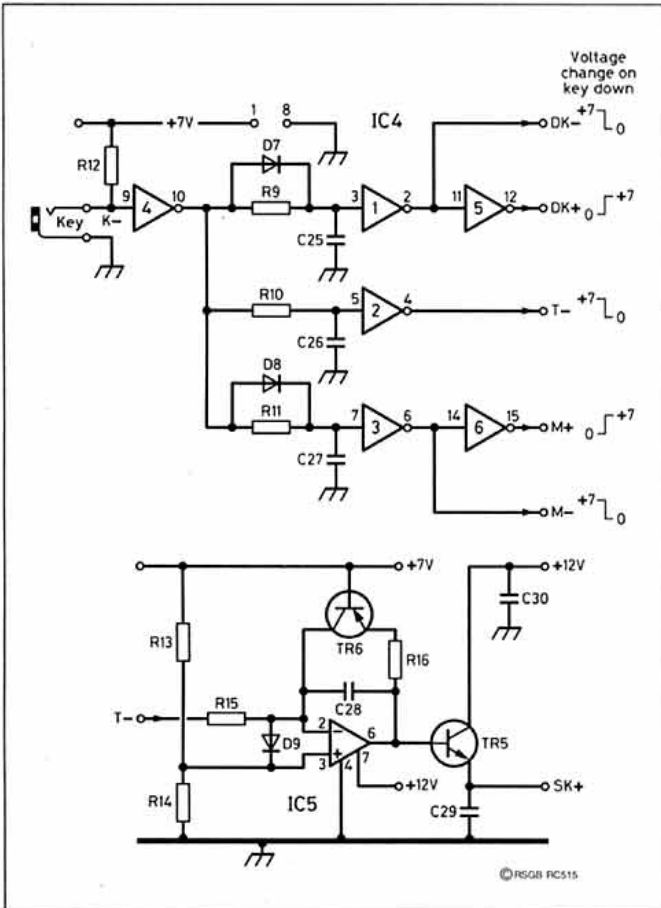 Voltage
change on
key down
+7V 1 8 IC4
+7 0 DK-
R12 D7
9 4 10 R9 3 1 2 11 5 12 DK+ 0 +7
Key K-
C25
R10 5 2 4 T- +7 0
C26
D8
R11 7 3 6 14 6 15 M+ 0 +7
C27
M- +7 0
+7V +12V
C30
R13 TR6 R16
T- R15 C28
2 - 6 TR5
D9 3 + 4 7
+12V SK+
R14 IC5 C29
©RSGB RC515